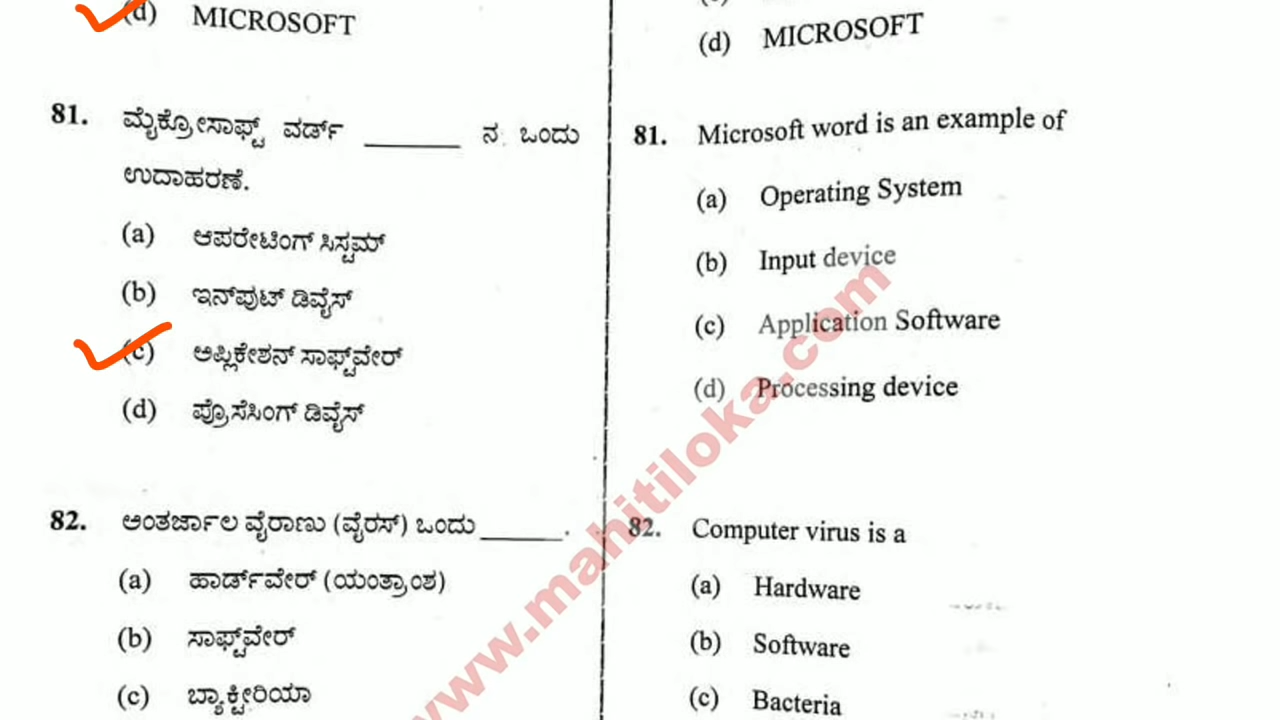 (d) MICROSOFT
81. ಮೈಕ್ರೋಸಾಫ್ಟ್ ವರ್ಡ್ ________ ನ ಒಂದು
ಉದಾಹರಣೆ.
(a) ಆಪರೇಟಿಂಗ್ ಸಿಸ್ಟಮ್
(b) ಇನ್‌ಪುಟ್ ಡಿವೈಸ್
(c) ಅಪ್ಲಿಕೇಶನ್ ಸಾಫ್ಟ್‌ವೇರ್
(d) ಪ್ರೊಸೆಸಿಂಗ್ ಡಿವೈಸ್
82. ಅಂತರ್ಜಾಲ ವೈರಾಣು (ವೈರಸ್) ಒಂದು ________.
(a) ಹಾರ್ಡ್‌ವೇರ್ (ಯಂತ್ರಾಂಶ)
(b) ಸಾಫ್ಟ್‌ವೇರ್
(c) ಬ್ಯಾಕ್ಟೀರಿಯಾ
(d) MICROSOFT
81. Microsoft word is an example of
(a) Operating System
(b) Input device
(c) Application Software
(d) Processing device
82. Computer virus is a
(a) Hardware
(b) Software
(c) Bacteria
www.mahitiloka.com